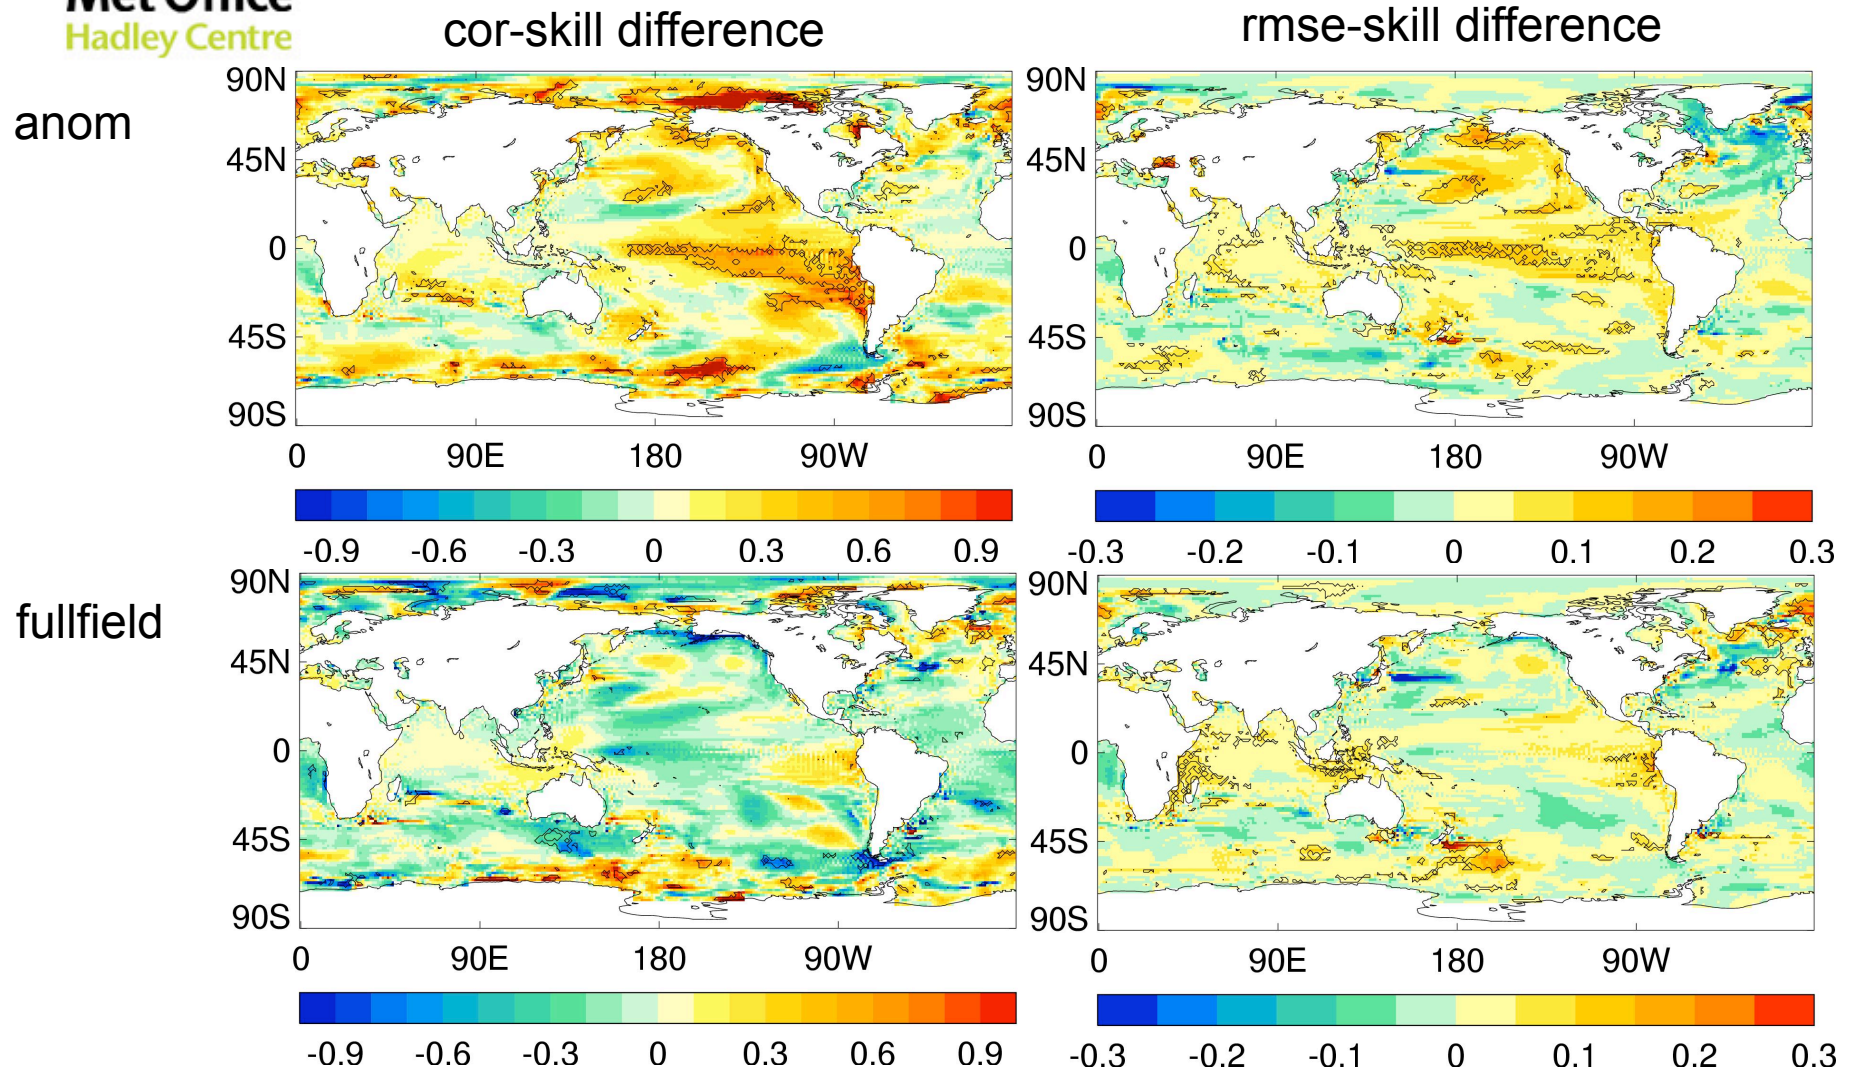 Met Office
Hadley Centre
cor-skill difference
rmse-skill difference
anom
90N
45N
0
45S
90S
0 90E 180 90W
-0.9 -0.6 -0.3 0 0.3 0.6 0.9
90N
45N
0
45S
90S
0 90E 180 90W
-0.3 -0.2 -0.1 0 0.1 0.2 0.3
fullfield
90N
45N
0
45S
90S
0 90E 180 90W
-0.9 -0.6 -0.3 0 0.3 0.6 0.9
90N
45N
0
45S
90S
0 90E 180 90W
-0.3 -0.2 -0.1 0 0.1 0.2 0.3